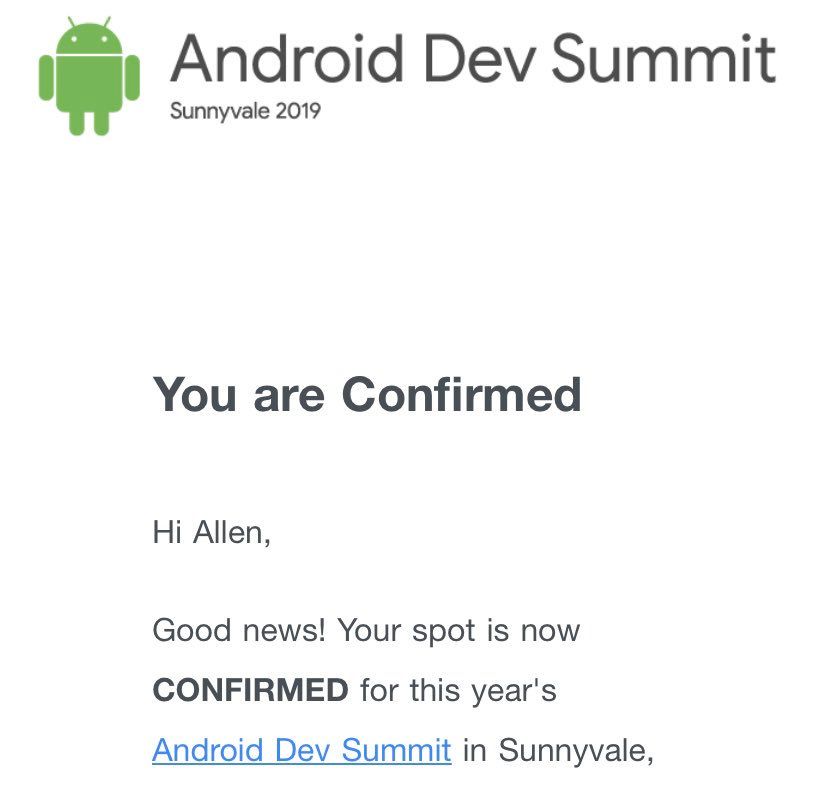 Android Dev Summit
Sunnyvale 2019
You are Confirmed
Hi Allen,
Good news! Your spot is now
CONFIRMED for this year's
Android Dev Summit in Sunnyvale,